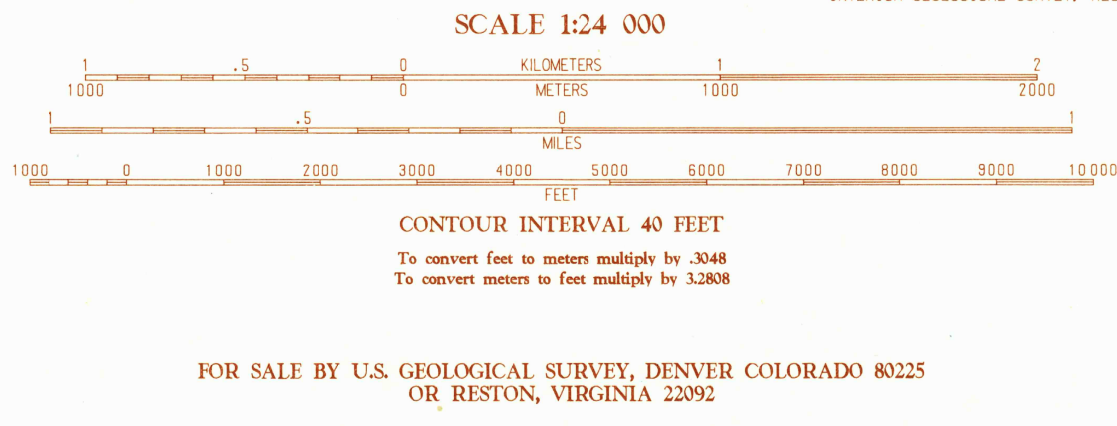 SCALE 1:24 000
1 .5 0 KILOMETERS 1 2
1000 0 METERS 1000 2000
1 .5 0 1
MILES
1000 0 1000 2000 3000 4000 5000 6000 7000 8000 9000 10 000
FEET
CONTOUR INTERVAL 40 FEET
To convert feet to meters multiply by .3048
To convert meters to feet multiply by 3.2808
FOR SALE BY U.S. GEOLOGICAL SURVEY, DENVER COLORADO 80225
OR RESTON, VIRGINIA 22092